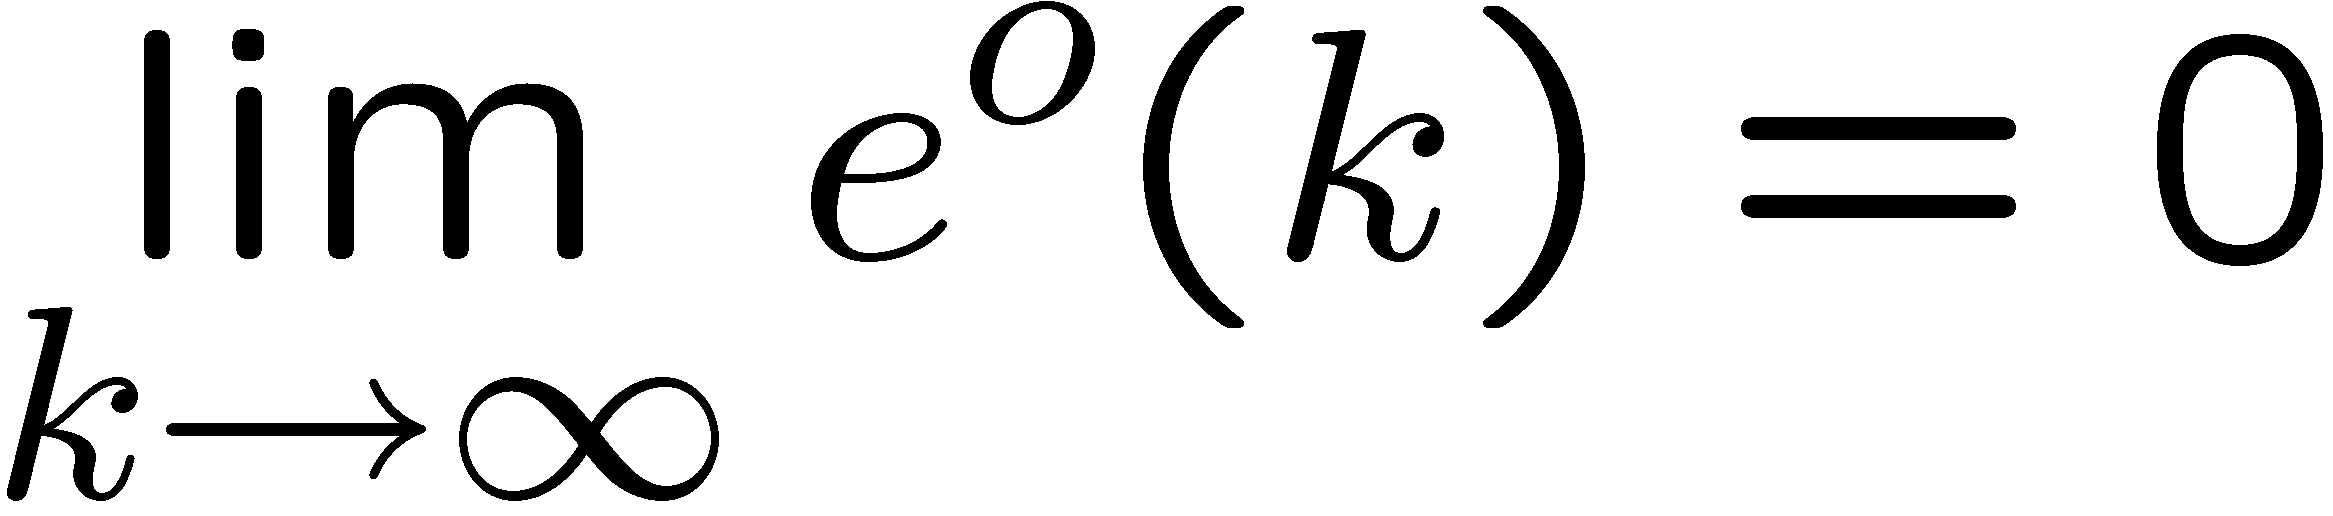 lim e^o(k) = 0
k→∞